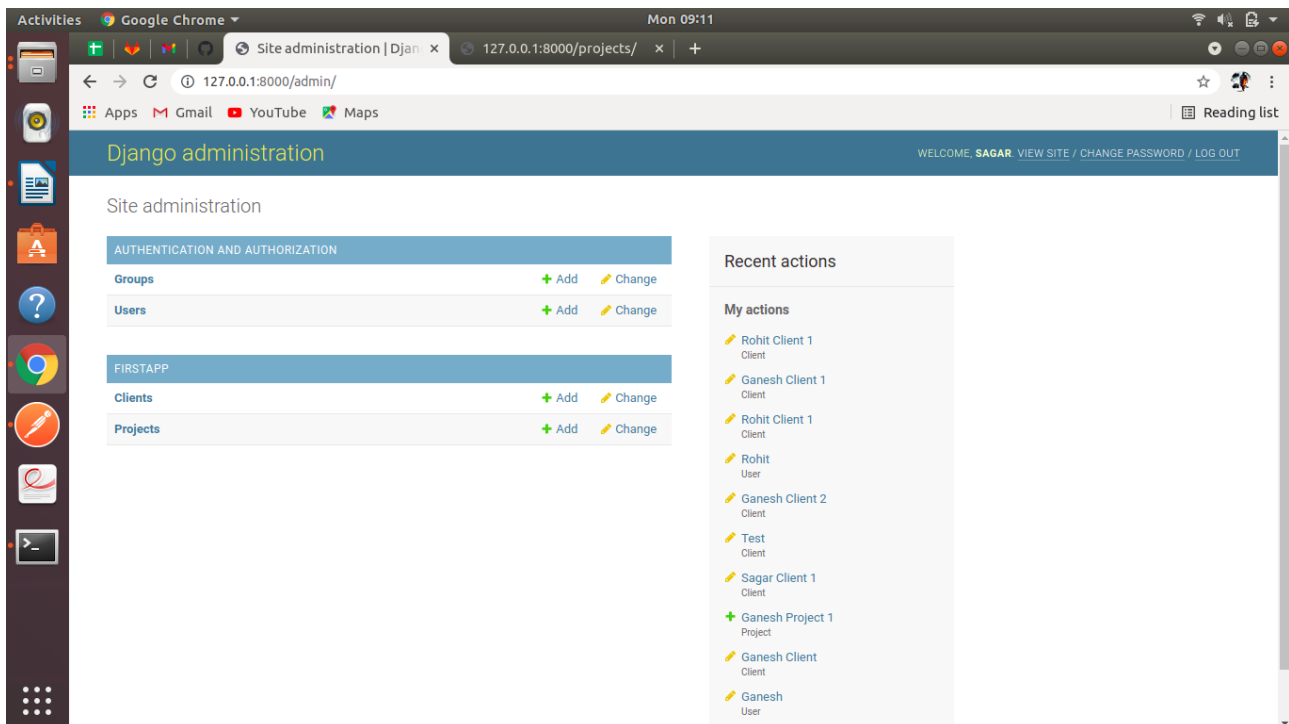 Activities Google Chrome Mon 09:11
Site administration | Djan 127.0.0.1:8000/projects/
127.0.0.1:8000/admin/
Apps Gmail YouTube Maps Reading list
Django administration
WELCOME, SAGAR. VIEW SITE / CHANGE PASSWORD / LOG OUT
Site administration
AUTHENTICATION AND AUTHORIZATION
Groups Add Change
Users Add Change
FIRSTAPP
Clients Add Change
Projects Add Change
Recent actions
My actions
Rohit Client 1
Client
Ganesh Client 1
Client
Rohit Client 1
Client
Rohit
User
Ganesh Client 2
Client
Test
Client
Sagar Client 1
Client
Ganesh Project 1
Project
Ganesh Client
Client
Ganesh
User